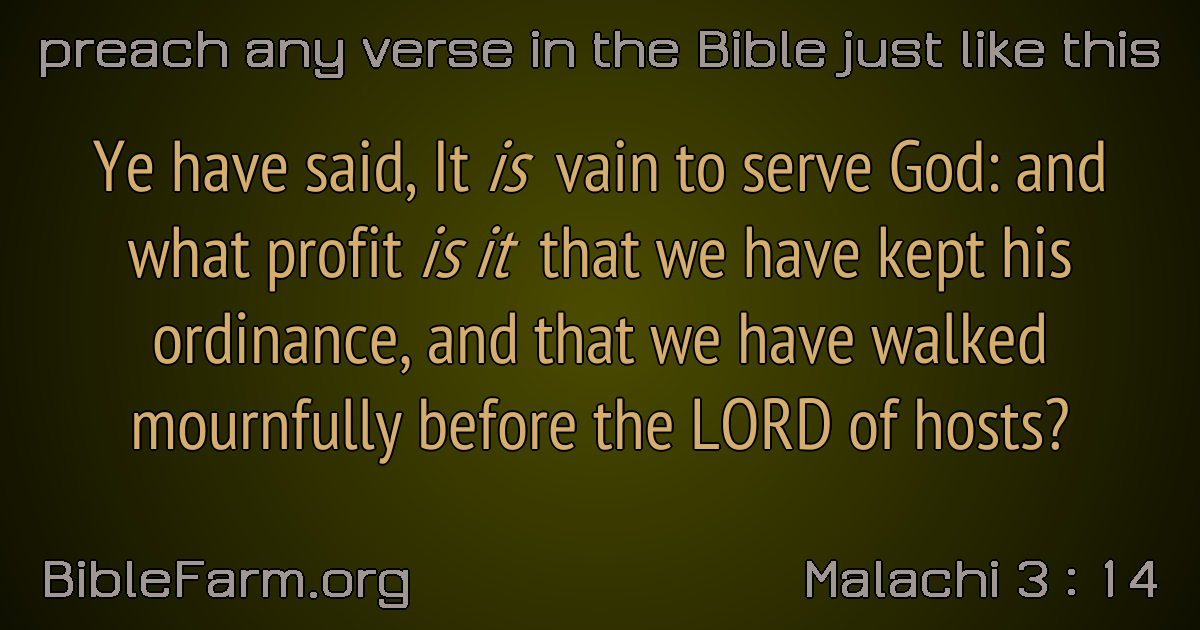 preach any verse in the Bible just like this
Ye have said, It is vain to serve God: and
what profit is it that we have kept his
ordinance, and that we have walked
mournfully before the LORD of hosts?
BibleFarm.org
Malachi 3 : 14